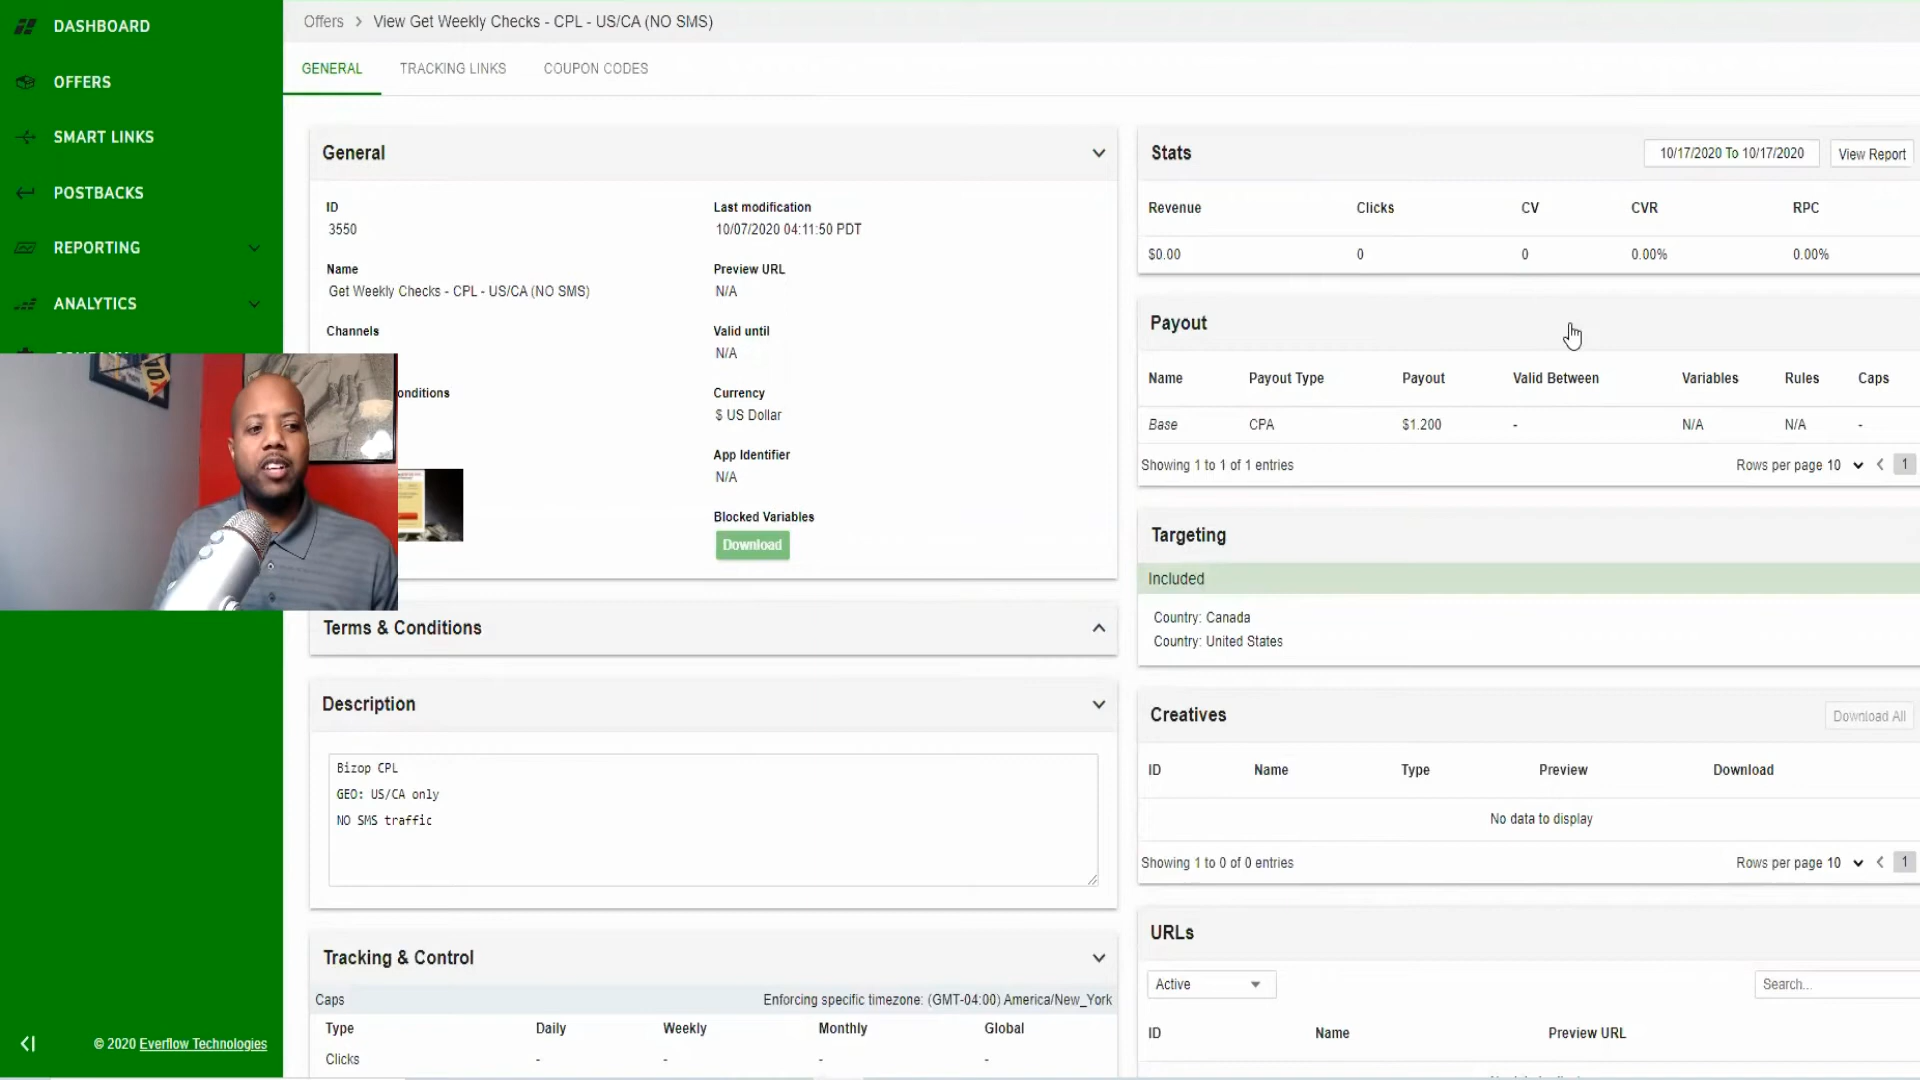 DASHBOARD
OFFERS
SMART LINKS
POSTBACKS
REPORTING
ANALYTICS
© 2020 Everflow Technologies
Offers > View Get Weekly Checks - CPL - US/CA (NO SMS)
GENERAL TRACKING LINKS COUPON CODES
General
ID
3550
Name
Get Weekly Checks - CPL - US/CA (NO SMS)
Channels
onditions
Last modification
10/07/2020 04:11:50 PDT
Preview URL
N/A
Valid until
N/A
Currency
$ US Dollar
App Identifier
N/A
Blocked Variables
Download
Terms & Conditions
Description
Bizop CPL
GEO: US/CA only
NO SMS traffic
Tracking & Control
Caps Enforcing specific timezone: (GMT-04:00) America/New_York
Type Daily Weekly Monthly Global
Clicks - - - -
Stats 10/17/2020 To 10/17/2020 View Report
Revenue Clicks CV CVR RPC
$0.00 0 0 0.00% 0.00%
Payout
Name Payout Type Payout Valid Between Variables Rules Caps
Base CPA $1.200 - N/A N/A -
Showing 1 to 1 of 1 entries Rows per page 10 1
Targeting
Included
Country: Canada
Country: United States
Creatives Download All
ID Name Type Preview Download
No data to display
Showing 1 to 0 of 0 entries Rows per page 10 1
URLs
Active Search...
ID Name Preview URL